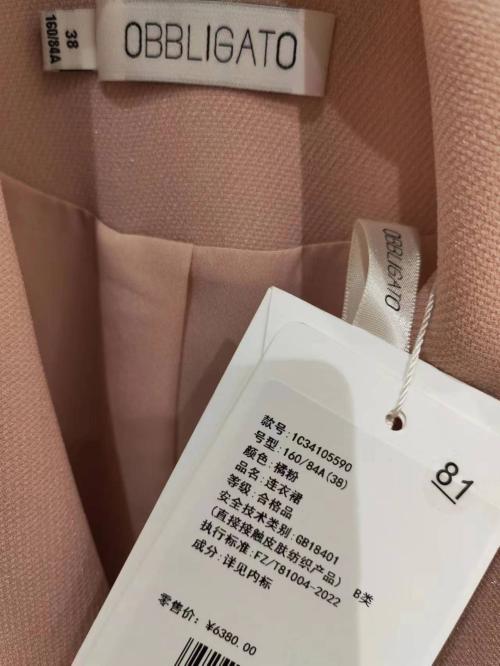 38
160/84A
OBBLIGATO
OBBLIGATO
81
款号:1C34105590
号型:160/84A(38)
颜色:橘粉
品名:连衣裙
等级:合格品
安全技术类别:GB18401
(直接接触皮肤纺织产品) B类
执行标准:FZ/T81004-2022
成分:详见内标
零售价:¥6380.00